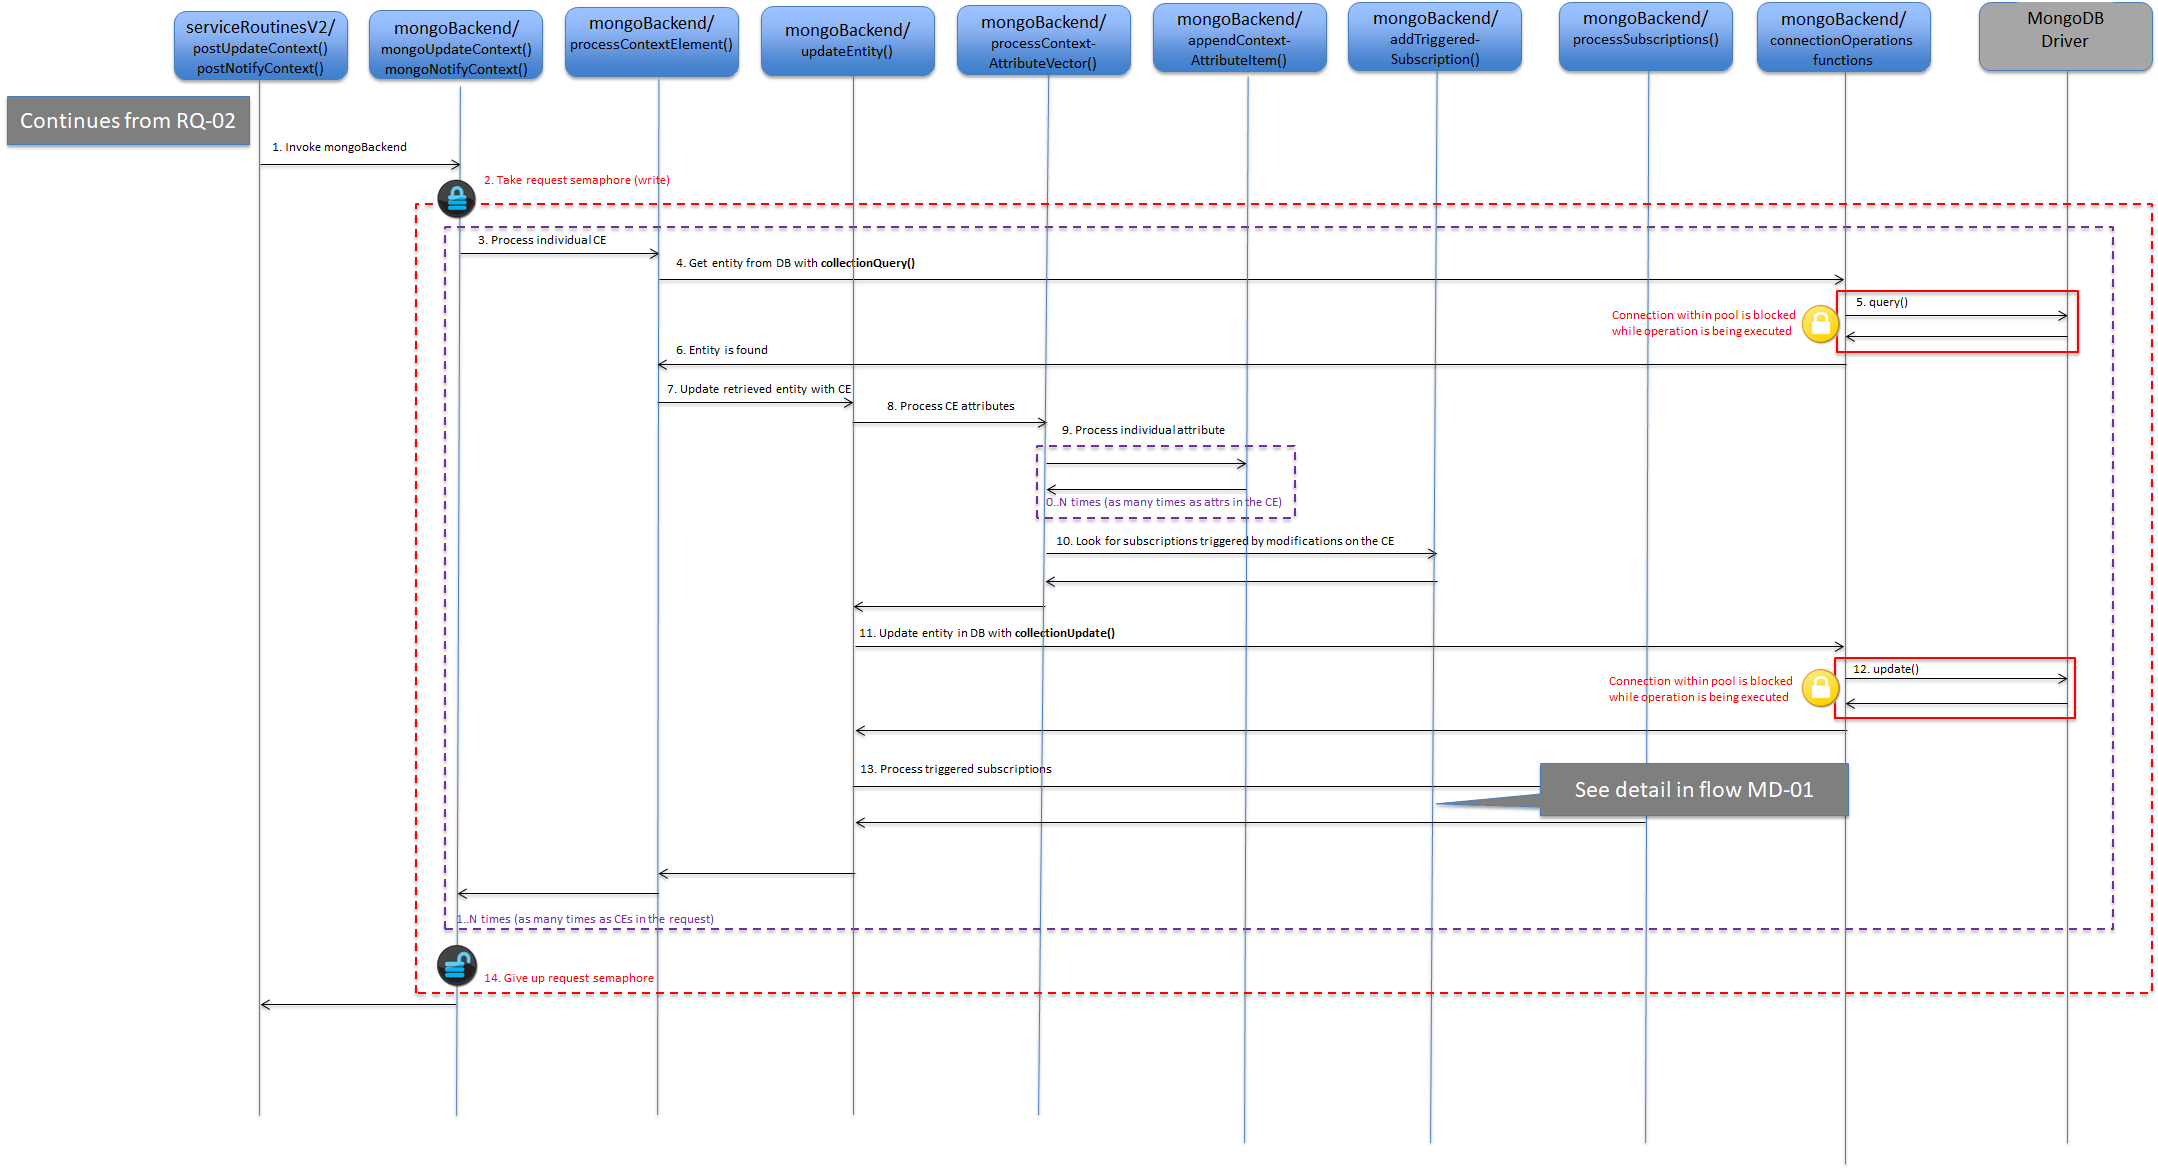 serviceRoutinesV2/
postUpdateContext()
postNotifyContext()
mongoBackend/
mongoUpdateContext()
mongoNotifyContext()
mongoBackend/
processContextElement()
mongoBackend/
updateEntity()
mongoBackend/
processContext-
AttributeVector()
mongoBackend/
appendContext-
AttributeItem()
mongoBackend/
addTriggered-
Subscription()
mongoBackend/
processSubscriptions()
mongoBackend/
connectionOperations
functions
MongoDB
Driver
Continues from RQ-02
1. Invoke mongoBackend
2. Take request semaphore (write)
3. Process individual CE
4. Get entity from DB with collectionQuery()
5. query()
Connection within pool is blocked
while operation is being executed
6. Entity is found
7. Update retrieved entity with CE
8. Process CE attributes
9. Process individual attribute
0..N times (as many times as attrs in the CE)
10. Look for subscriptions triggered by modifications on the CE
11. Update entity in DB with collectionUpdate()
12. update()
Connection within pool is blocked
while operation is being executed
13. Process triggered subscriptions
See detail in flow MD-01
1..N times (as many times as CEs in the request)
14. Give up request semaphore